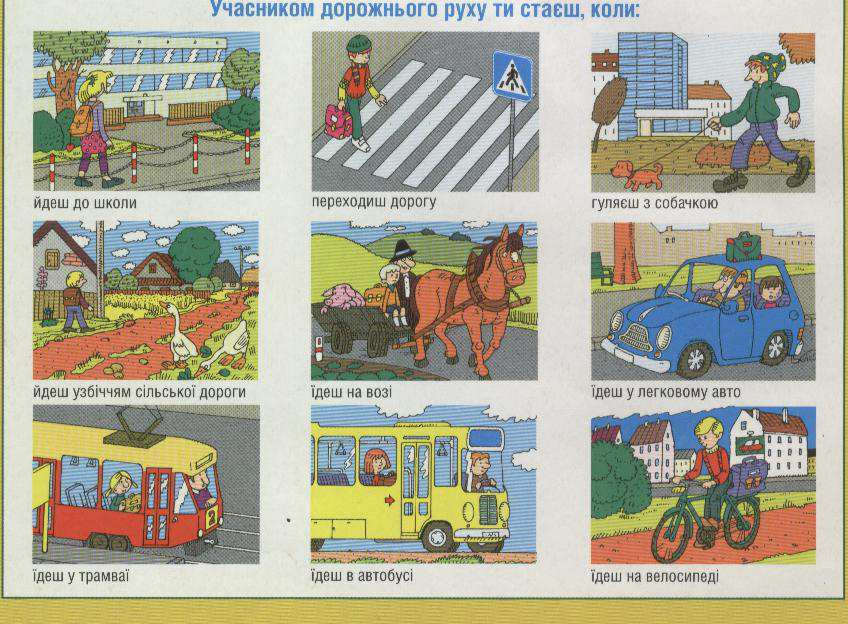 Учасником дорожнього руху ти стаєш, коли:
йдеш до школи
переходиш дорогу
гуляєш з собачкою
йдеш узбіччям сільської дороги
їдеш на возі
їдеш у легковому авто
2
їдеш у трамваї
їдеш в автобусі
їдеш на велосипеді